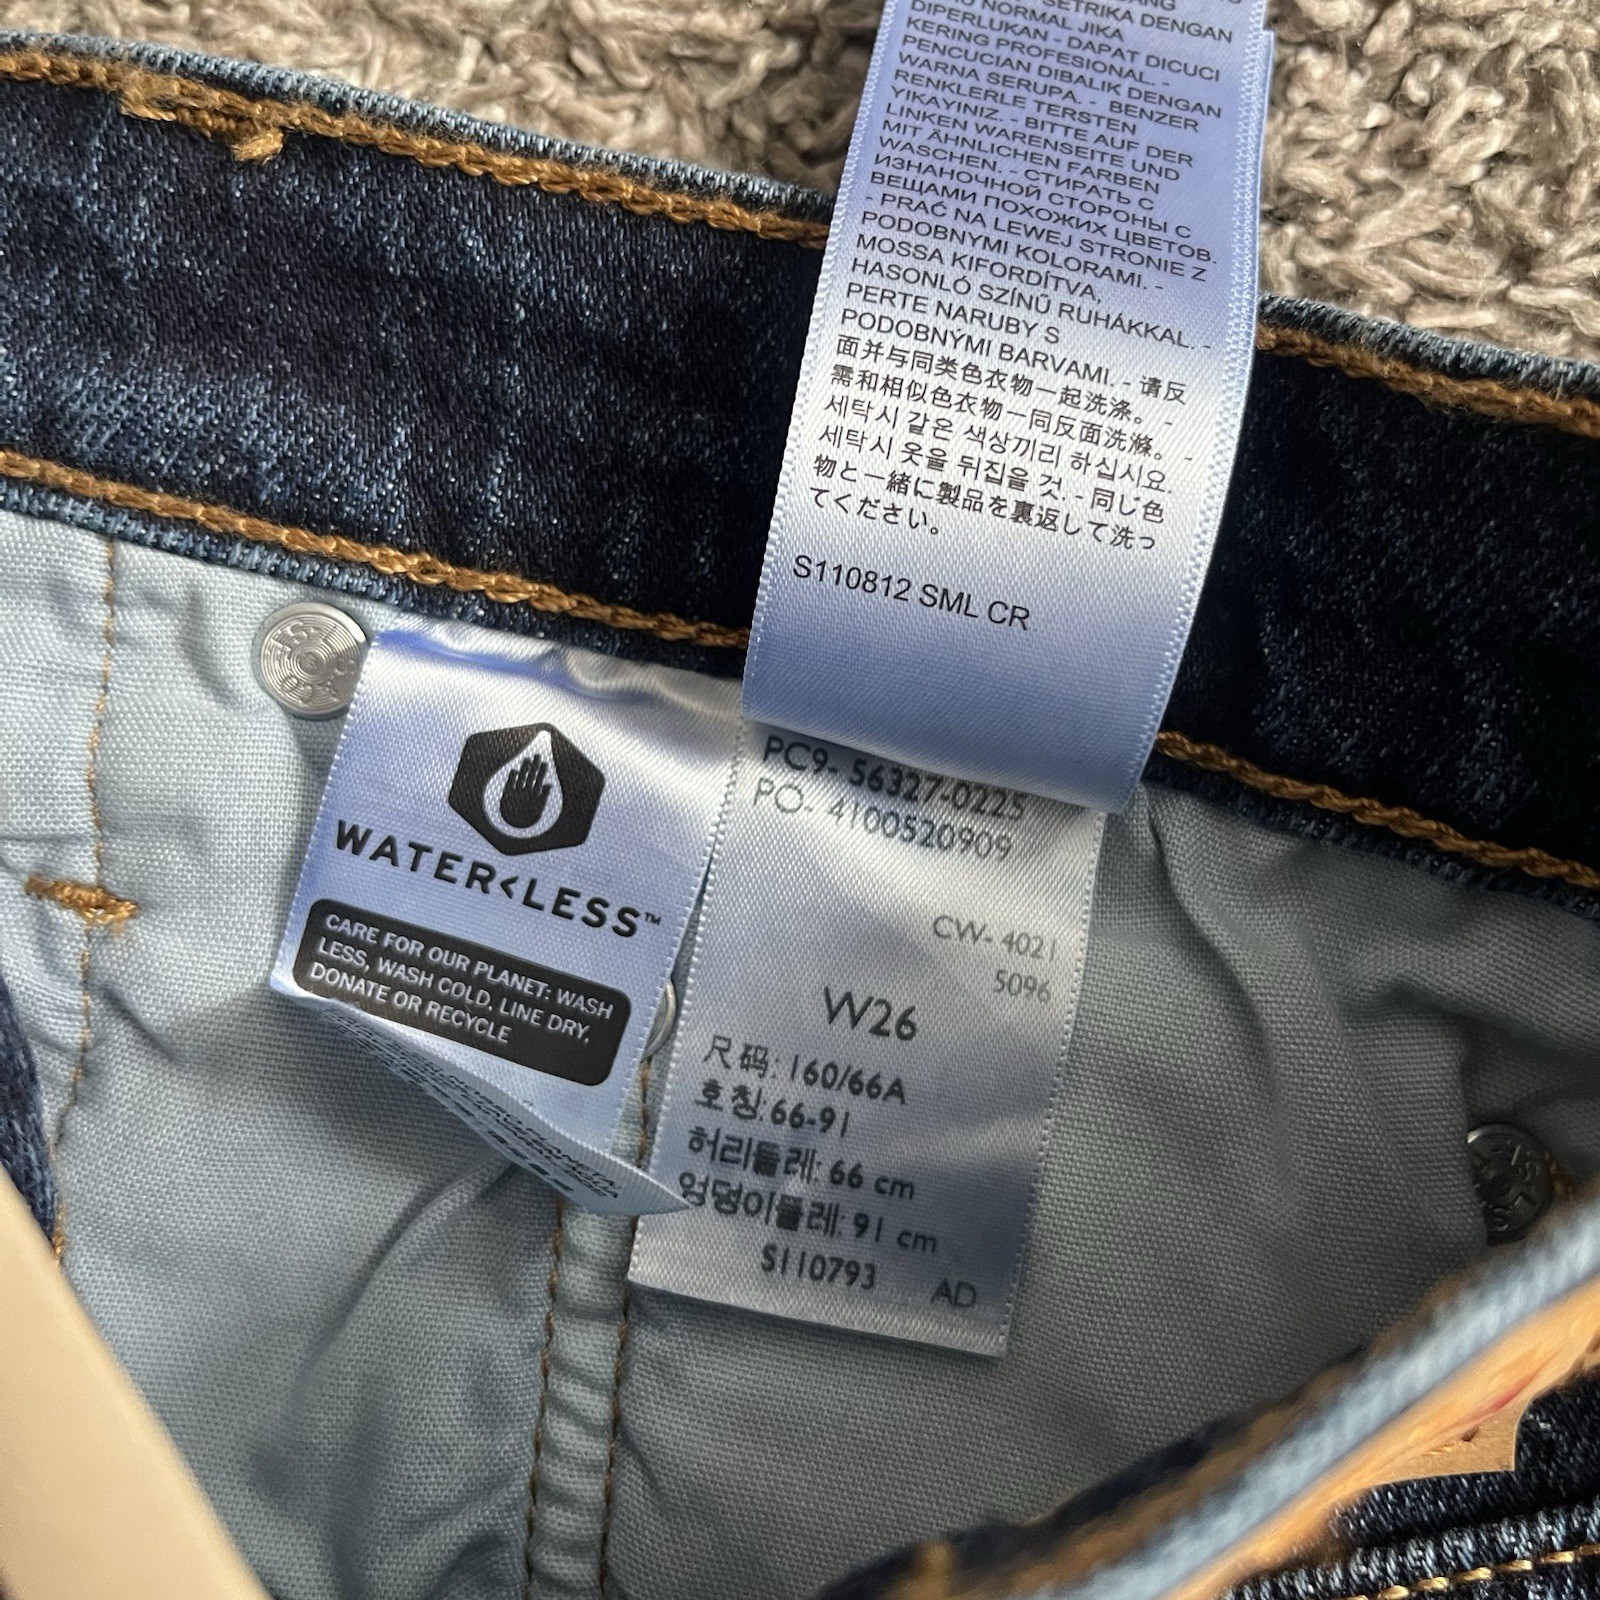 SETRIKA DENGAN
NORMAL JIKA
DIPERLUKAN - DAPAT DICUCI
KERING PROFESIONAL. -
PENCUCIAN DIBALIK DENGAN
WARNA SERUPA. - BENZER
RENKLERLE TERSTEN
YIKAYINIZ. - BITTE AUF DER
LINKEN WARENSEITE UND
MIT ÄHNLICHEN FARBEN
WASCHEN. - СТИРАТЬ С
ИЗНАНОЧНОЙ СТОРОНЫ С
ВЕЩАМИ ПОХОЖИХ ЦВЕТОВ.
- PRAĆ NA LEWEJ STRONIE Z
PODOBNYMI KOLORAMI. -
MOSSA KIFORDÍTVA,
HASONLÓ SZÍNŰ RUHÁKKAL. -
PERTE NARUBY S
PODOBNÝMI BARVAMI. - 请反
面并与同类色衣物一起洗涤。 -
需和相似色衣物一同反面洗滌。 -
세탁시 같은 색상끼리 하십시요. -
세탁시 옷을 뒤집을 것. - 同じ色
物と一緒に製品を裏返して洗っ
てください。
S110812 SML CR
WATER<LESS™
CARE FOR OUR PLANET: WASH
LESS, WASH COLD, LINE DRY,
DONATE OR RECYCLE
PC9- 56327-0225
PO- 4100520909
CW- 4021
5096
W26
尺码: 160/66A
호칭:66-91
허리둘레: 66 cm
엉덩이둘레: 91 cm
S110793 AD